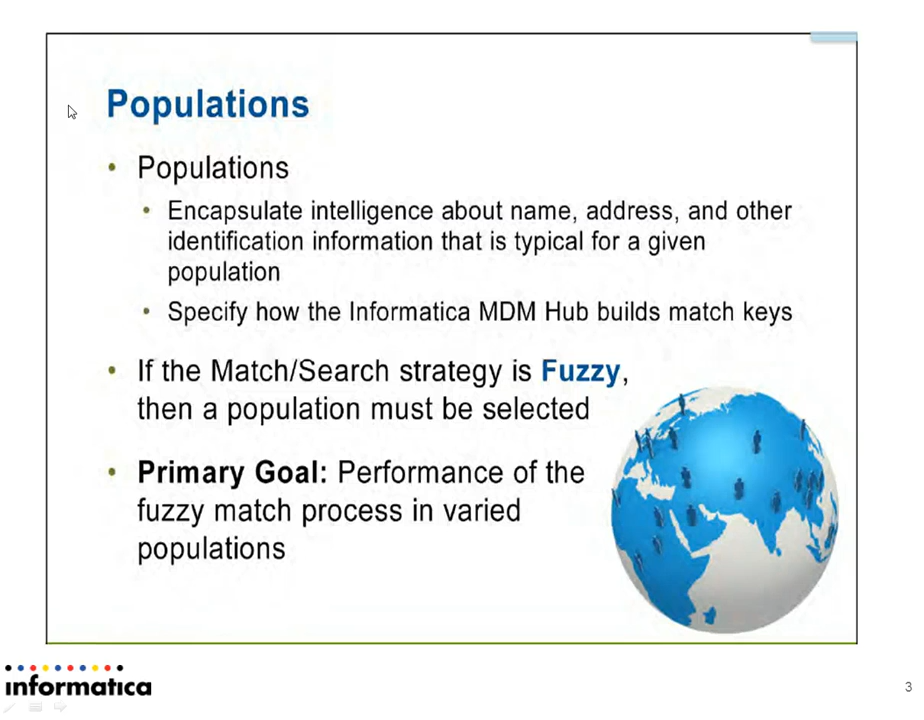 Populations
• Populations
• Encapsulate intelligence about name, address, and other
identification information that is typical for a given
population
• Specify how the Informatica MDM Hub builds match keys
• If the Match/Search strategy is Fuzzy,
then a population must be selected
• Primary Goal: Performance of the
fuzzy match process in varied
populations
informatica
3